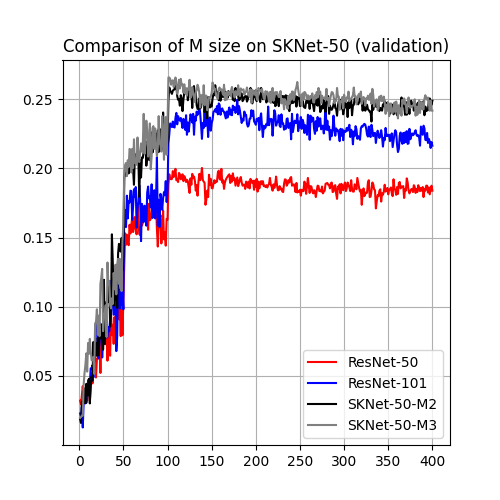 Comparison of M size on SKNet-50 (validation)
0.25
0.20
0.15
0.10
0.05
ResNet-50
ResNet-101
SKNet-50-M2
SKNet-50-M3
0 50 100 150 200 250 300 350 400